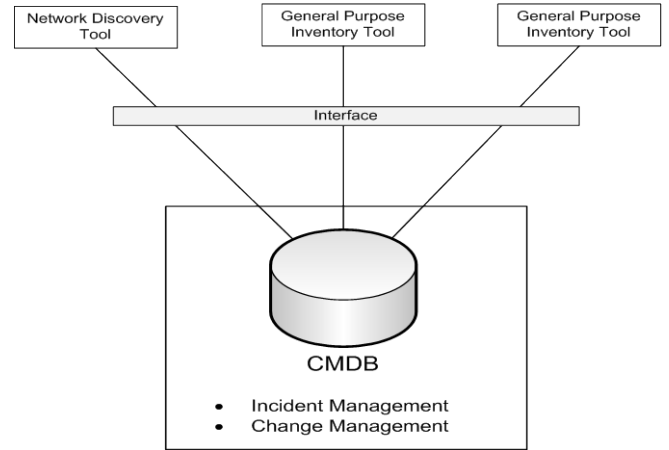 Network Discovery
Tool
General Purpose
Inventory Tool
General Purpose
Inventory Tool
Interface
CMDB
• Incident Management
• Change Management